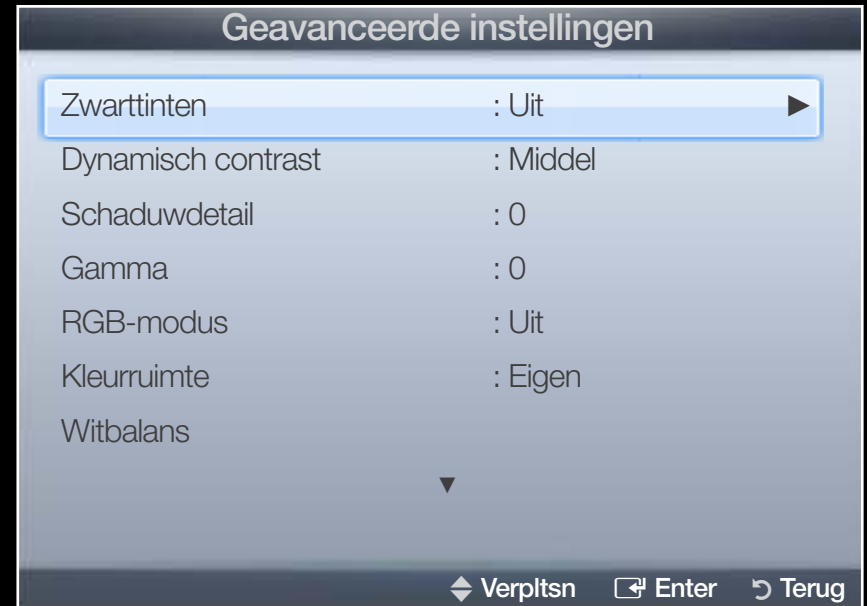 Geavanceerde instellingen
Zwarttinten : Uit ►
Dynamisch contrast : Middel
Schaduwdetail : 0
Gamma : 0
RGB-modus : Uit
Kleurruimte : Eigen
Witbalans
▼
Verpltsn Enter Terug